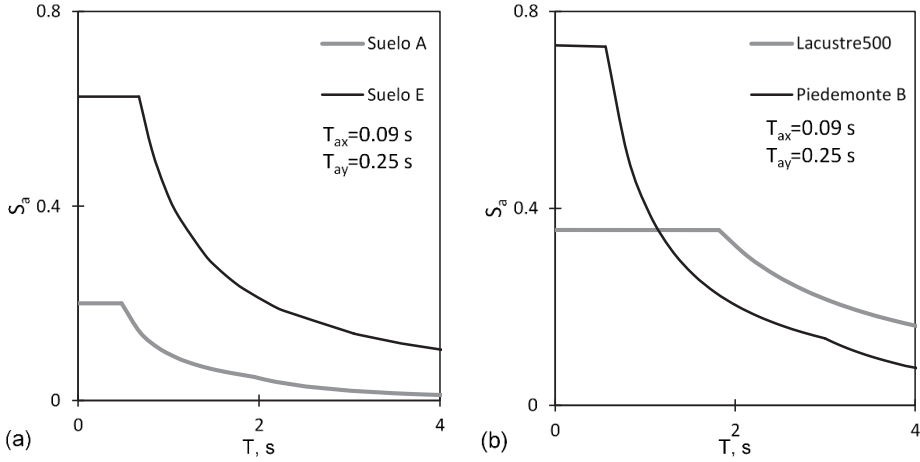 0.8
Suelo A
Suelo E
Tax=0.09 s
Tay=0.25 s
Sa
0.4
0
0
2
4
(a)
T, s
0.8
Lacustre500
Piedemonte B
Tax=0.09 s
Tay=0.25 s
Sa
0.4
0
0
2
4
(b)
T, s